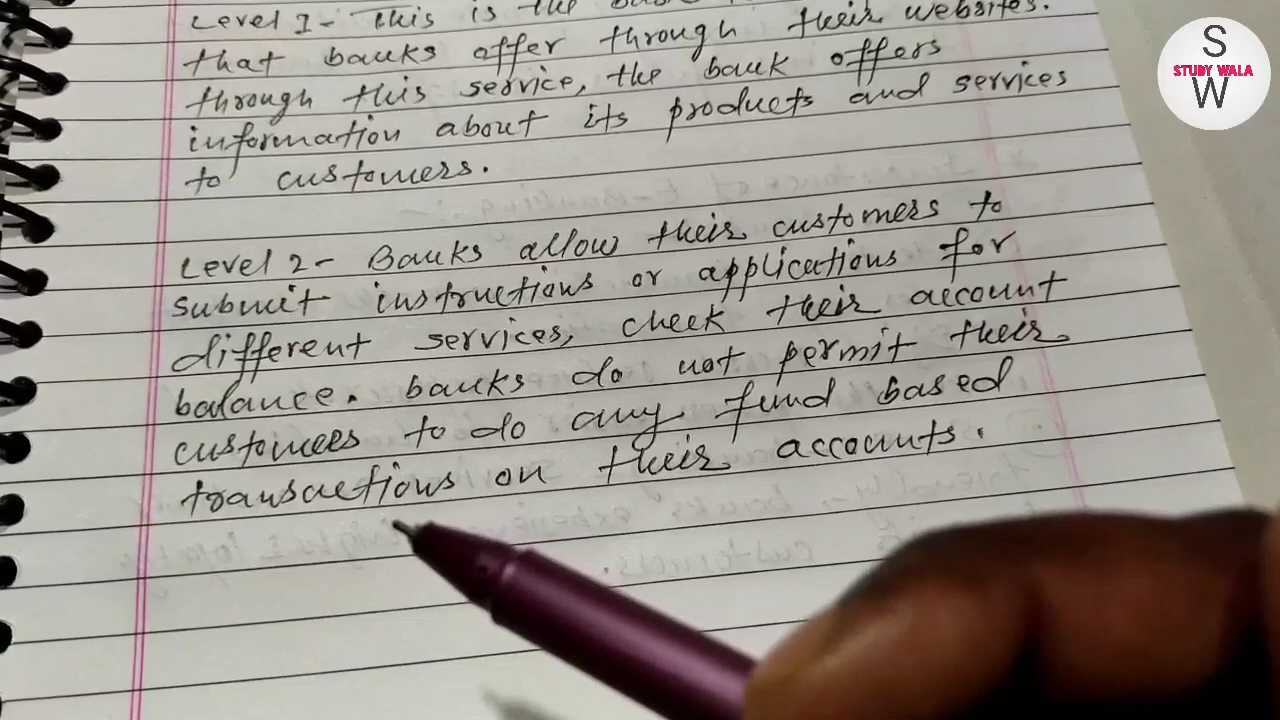 Level 1 - This is the
that banks offer through their websites.
through this service, the bank offers
information about its products and services
to customers.
Level 2 - Banks allow their customers to
submit instructions or applications for
different services, check their account
balance. banks do not permit their
customers to do any fund based
transactions on their accounts.
S
STUDY WALA
W